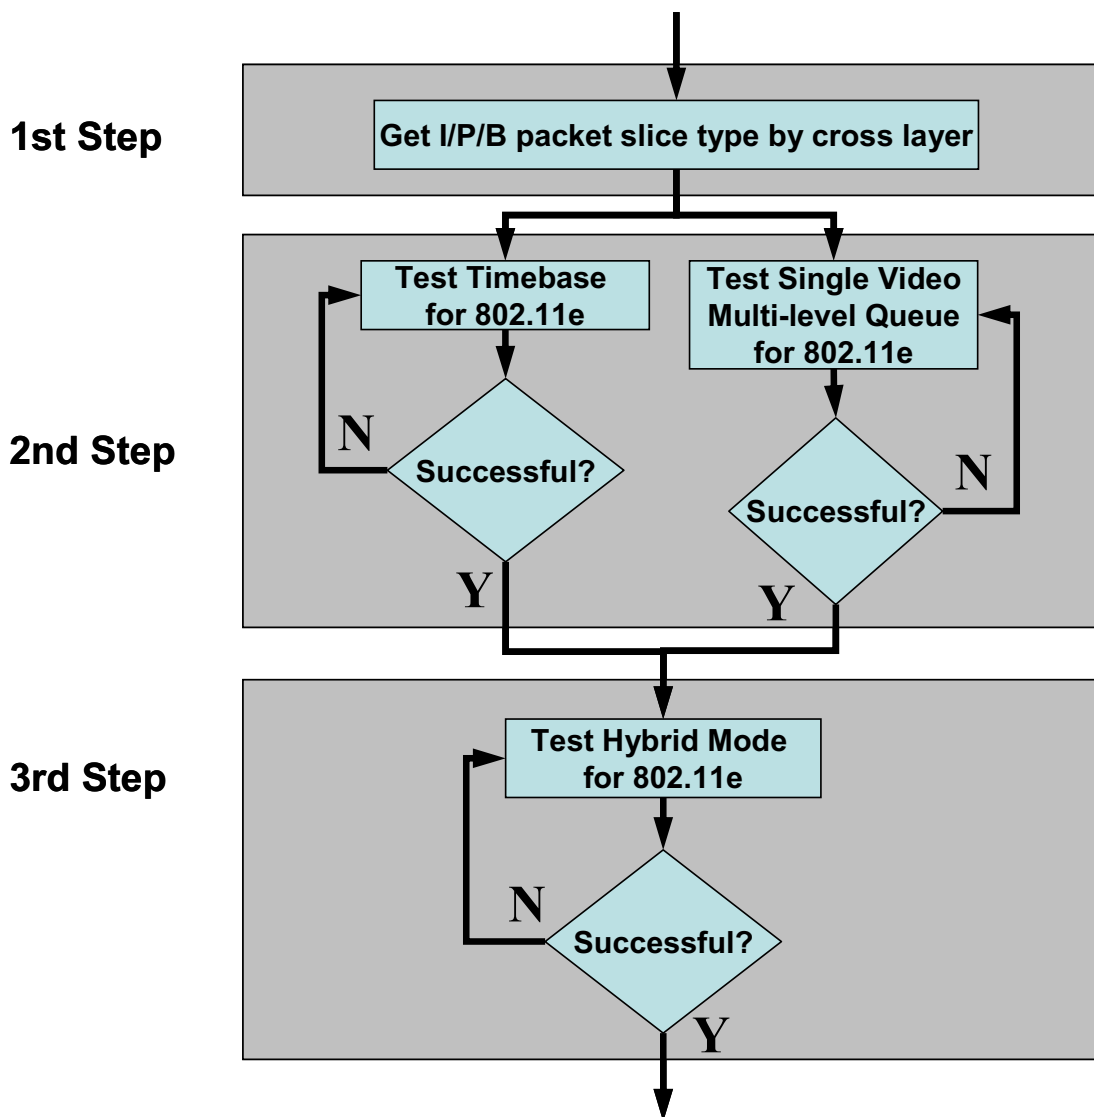 1st Step
Get I/P/B packet slice type by cross layer
2nd Step
Test Timebase
for 802.11e
Test Single Video
Multi-level Queue
for 802.11e
N
Successful?
Y
N
Successful?
Y
3rd Step
Test Hybrid Mode
for 802.11e
N
Successful?
Y